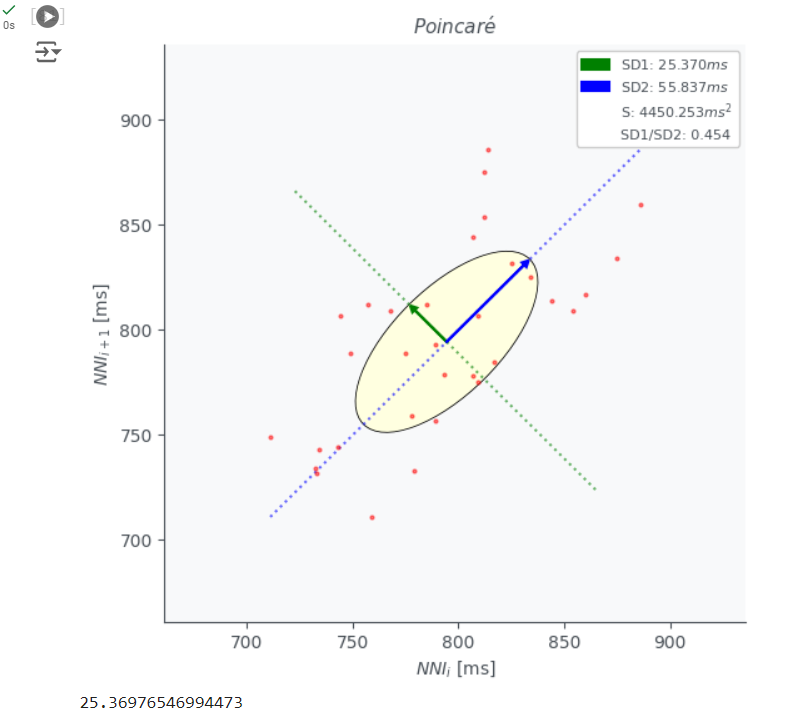 0s
Poincaré
SD1: 25.370ms
SD2: 55.837ms
S: 4450.253ms²
SD1/SD2: 0.454
900
850
800
750
700
NNIᵢ₊₁ [ms]
700 750 800 850 900
NNIᵢ [ms]
25.36976546994473